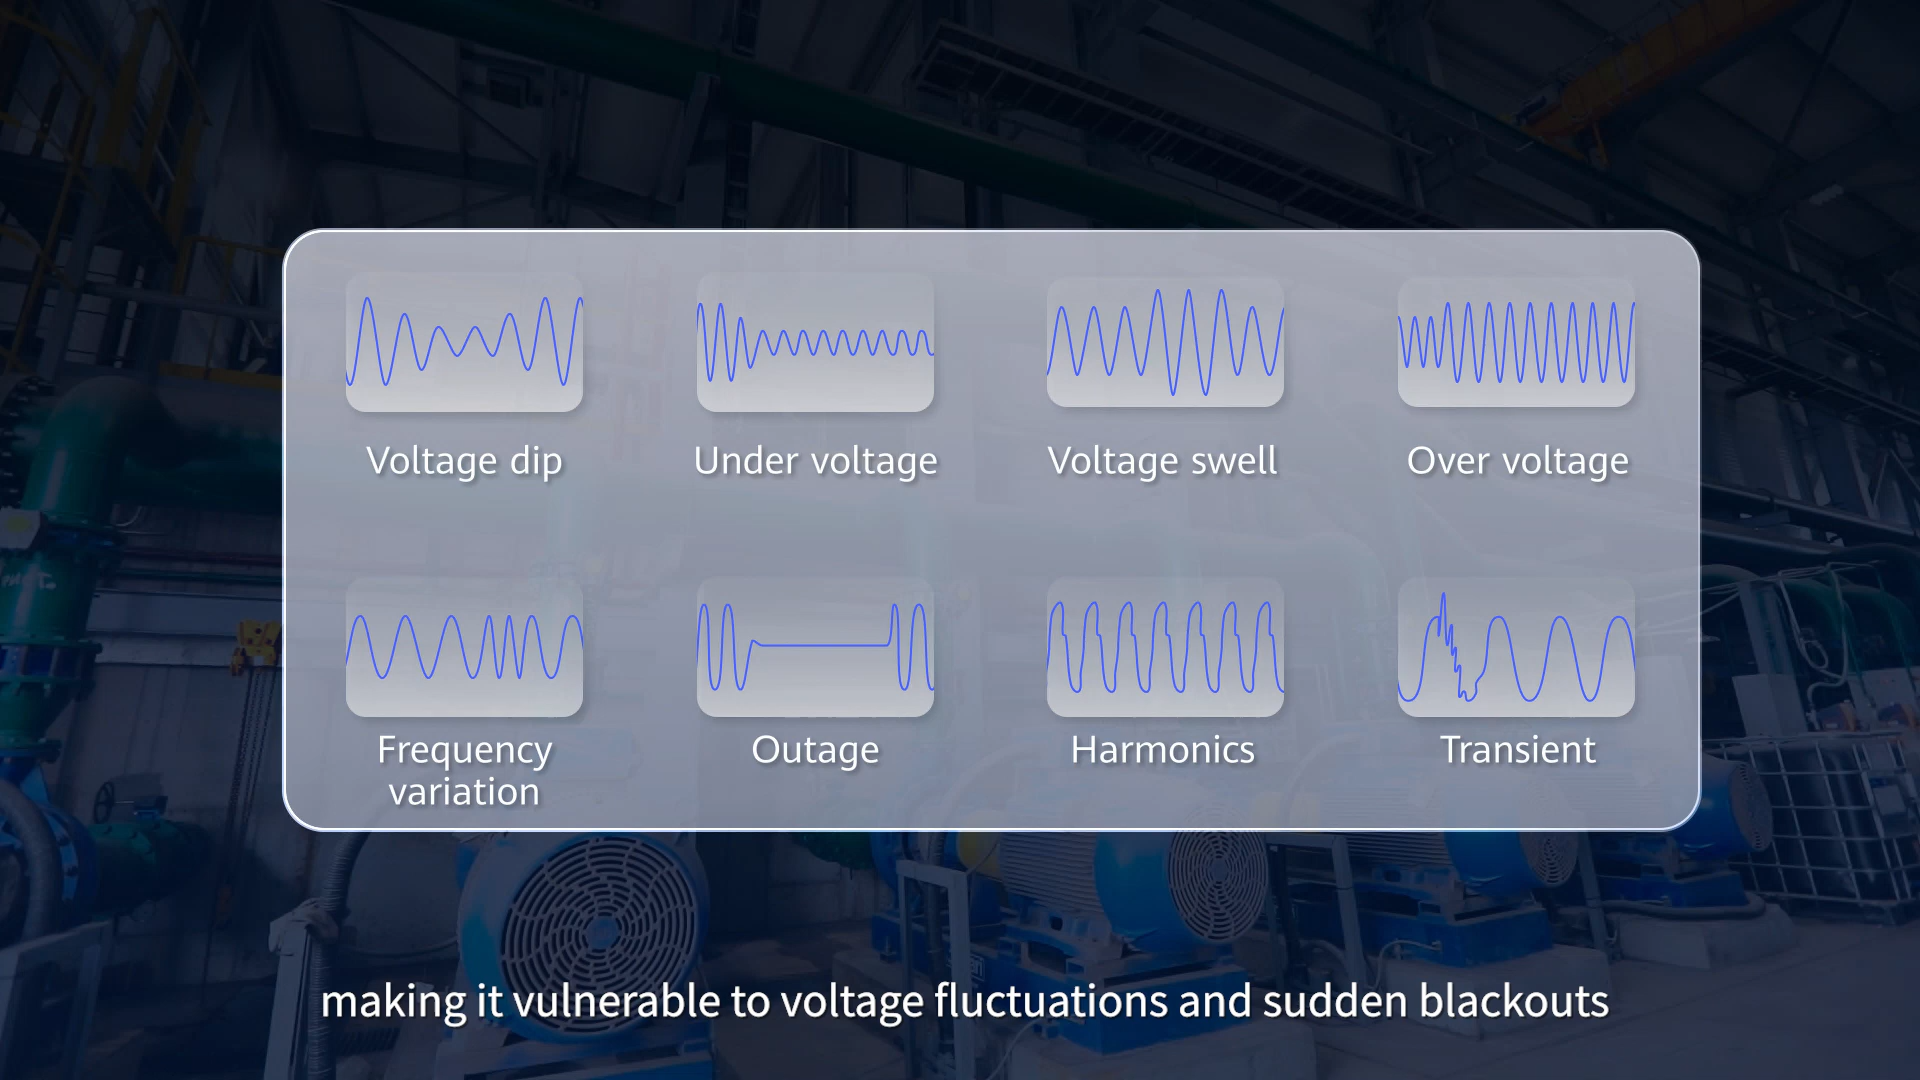 Voltage dip
Under voltage
Voltage swell
Over voltage
Frequency
variation
Outage
Harmonics
Transient
making it vulnerable to voltage fluctuations and sudden blackouts